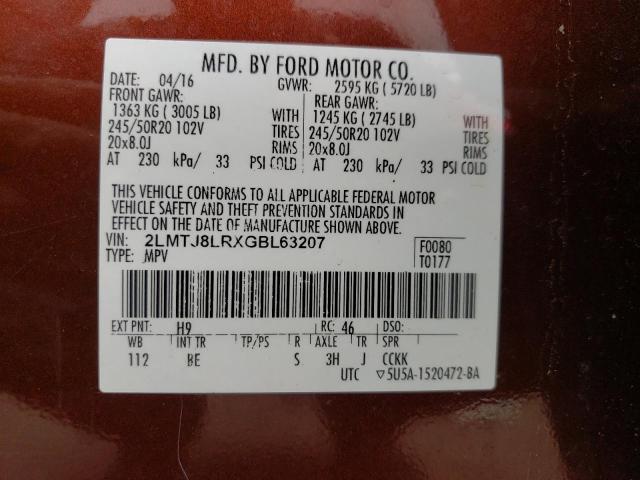 MFD. BY FORD MOTOR CO.
DATE: 04/16 GVWR: 2595 KG ( 5720 LB)
FRONT GAWR: REAR GAWR:
1363 KG ( 3005 LB) WITH 1245 KG ( 2745 LB) WITH
245/50R20 102V TIRES 245/50R20 102V TIRES
20x8.0J RIMS 20x8.0J RIMS
AT 230 kPa/ 33 PSI COLD AT 230 kPa/ 33 PSI COLD
THIS VEHICLE CONFORMS TO ALL APPLICABLE FEDERAL MOTOR
VEHICLE SAFETY AND THEFT PREVENTION STANDARDS IN
EFFECT ON THE DATE OF MANUFACTURE SHOWN ABOVE.
VIN: 2LMTJ8LRXGBL63207 F0080
TYPE: MPV T0177
EXT PNT: H9 RC: 46 DSO:
WB INT TR TP/PS R AXLE TR SPR
112 BE S 3H J CCKK
UTC ▽5U5A-1520472-BA